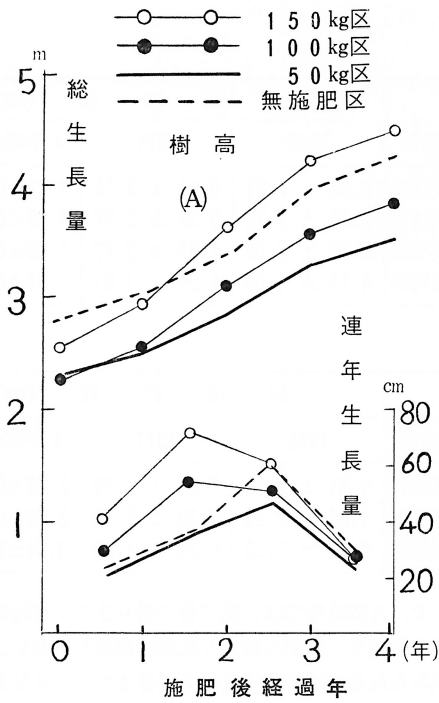 150kg区
100kg区
50kg区
無施肥区
m
5
4
3
2
1
総生長量
樹高
(A)
連年生長量
cm
80
60
40
20
0 1 2 3 4 (年)
施肥後経過年